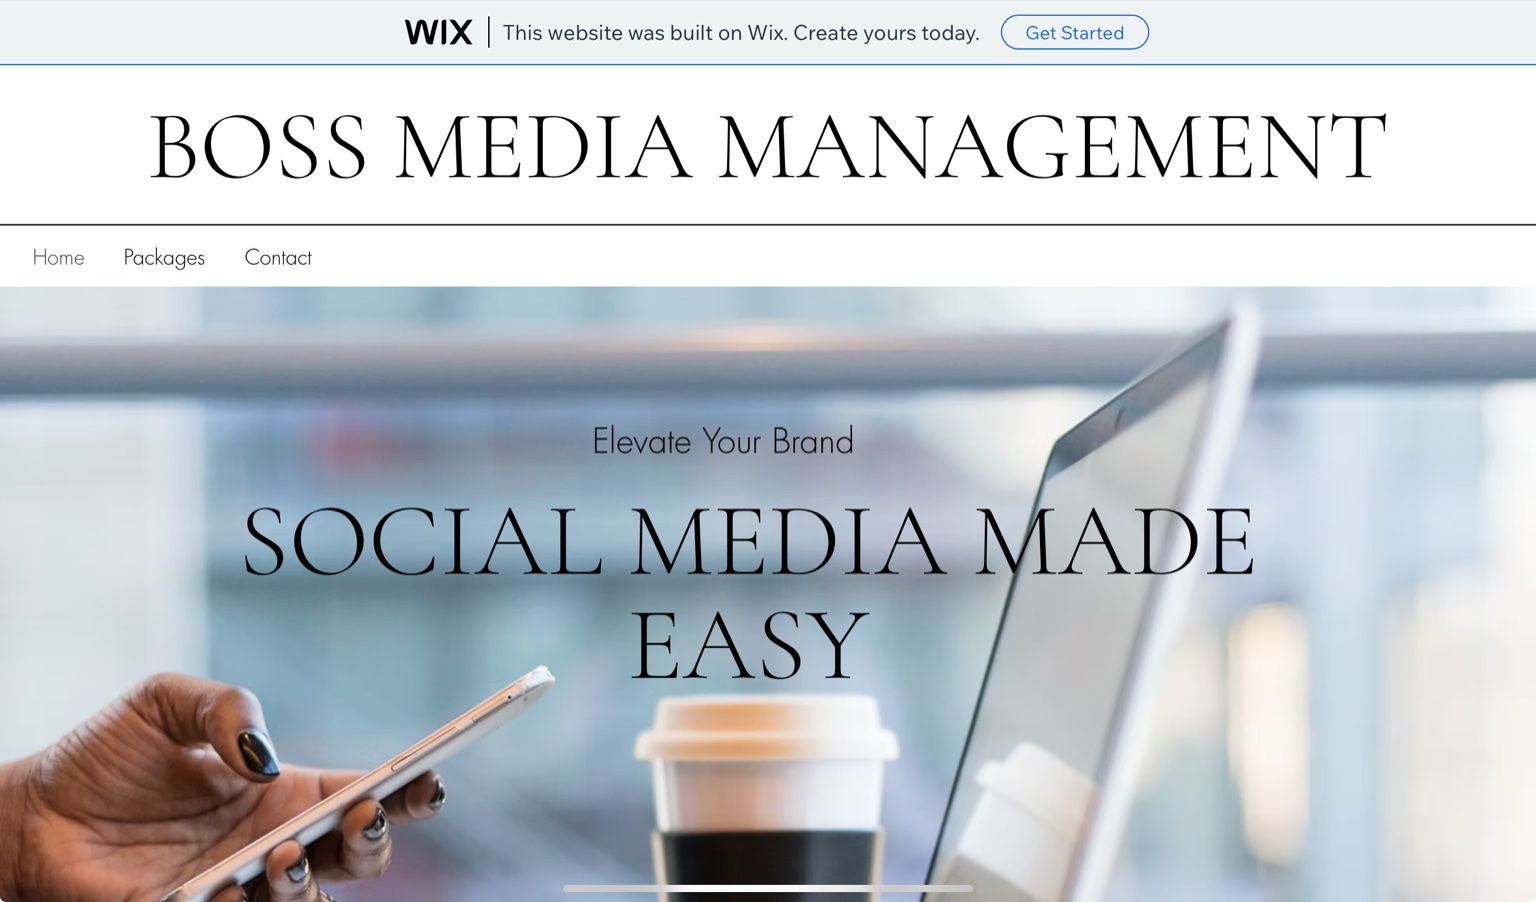 WIX This website was built on Wix. Create yours today. Get Started
BOSS MEDIA MANAGEMENT
Home Packages Contact
Elevate Your Brand
SOCIAL MEDIA MADE
EASY